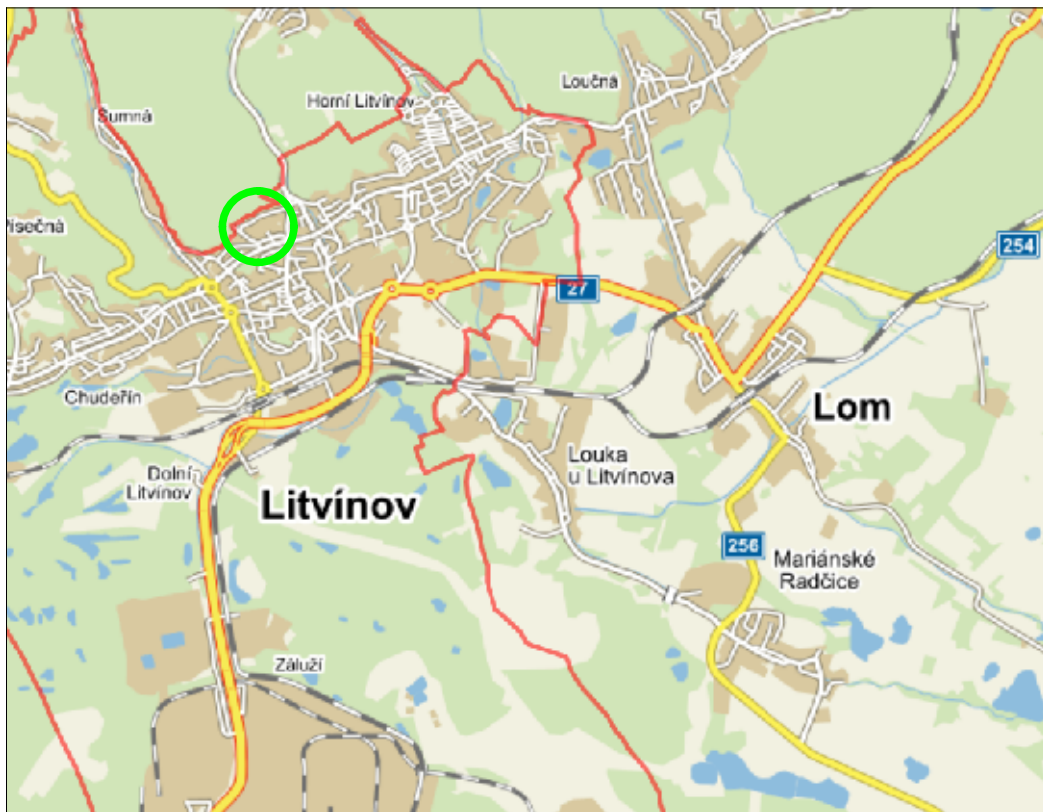 Loučná
Horní Litvínov
Šumná
Písečná
254
27
Chudeřín
Lom
Louka
u Litvínova
Dolní
Litvínov
Litvínov
256
Mariánské
Radčice
Záluží